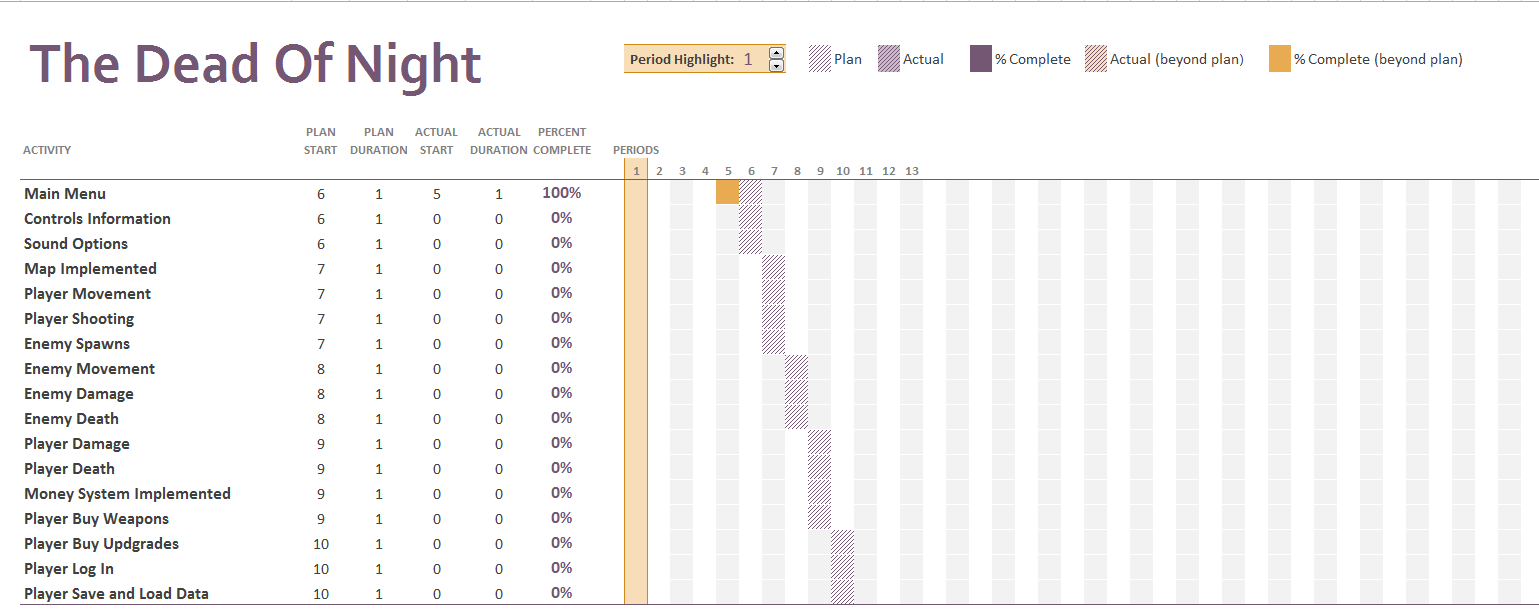 The Dead Of Night
Period Highlight: 1 Plan Actual % Complete Actual (beyond plan) % Complete (beyond plan)
PLAN PLAN ACTUAL ACTUAL PERCENT
ACTIVITY START DURATION START DURATION COMPLETE PERIODS
1 2 3 4 5 6 7 8 9 10 11 12 13
Main Menu 6 1 5 1 100%
Controls Information 6 1 0 0 0%
Sound Options 6 1 0 0 0%
Map Implemented 7 1 0 0 0%
Player Movement 7 1 0 0 0%
Player Shooting 7 1 0 0 0%
Enemy Spawns 7 1 0 0 0%
Enemy Movement 8 1 0 0 0%
Enemy Damage 8 1 0 0 0%
Enemy Death 8 1 0 0 0%
Player Damage 9 1 0 0 0%
Player Death 9 1 0 0 0%
Money System Implemented 9 1 0 0 0%
Player Buy Weapons 9 1 0 0 0%
Player Buy Updgrades 10 1 0 0 0%
Player Log In 10 1 0 0 0%
Player Save and Load Data 10 1 0 0 0%